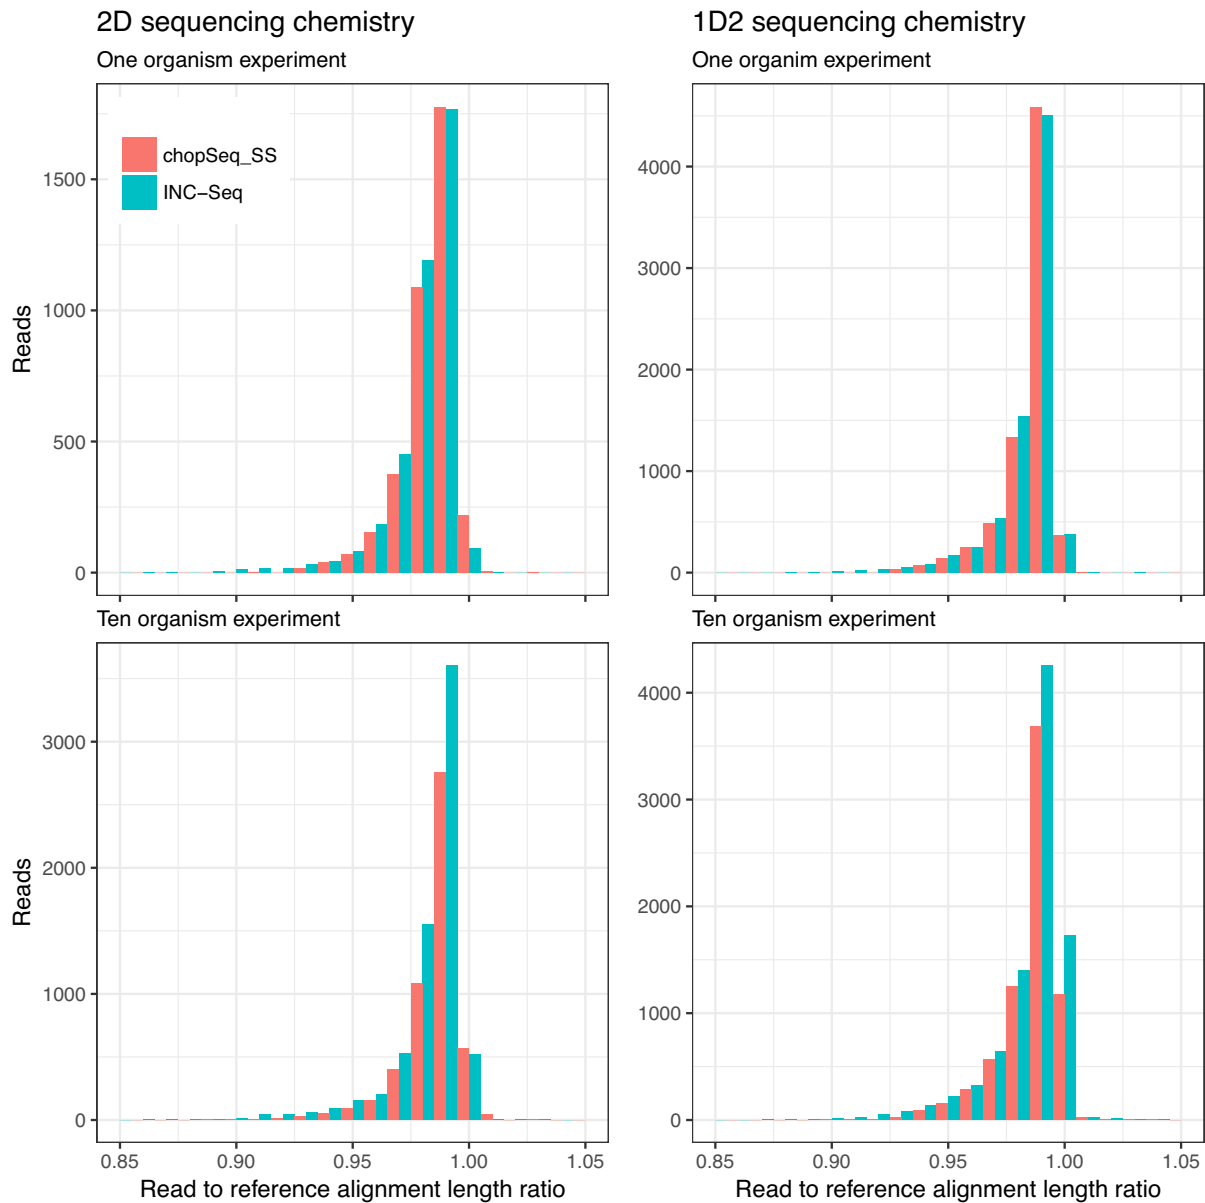 2D sequencing chemistry
One organism experiment
chopSeq_SS
INC−Seq
Reads
1500
1000
500
0
1D2 sequencing chemistry
One organim experiment
4000
3000
2000
1000
0
Ten organism experiment
Reads
3000
2000
1000
0
0.85 0.90 0.95 1.00 1.05
Read to reference alignment length ratio
Ten organism experiment
4000
3000
2000
1000
0
0.85 0.90 0.95 1.00 1.05
Read to reference alignment length ratio